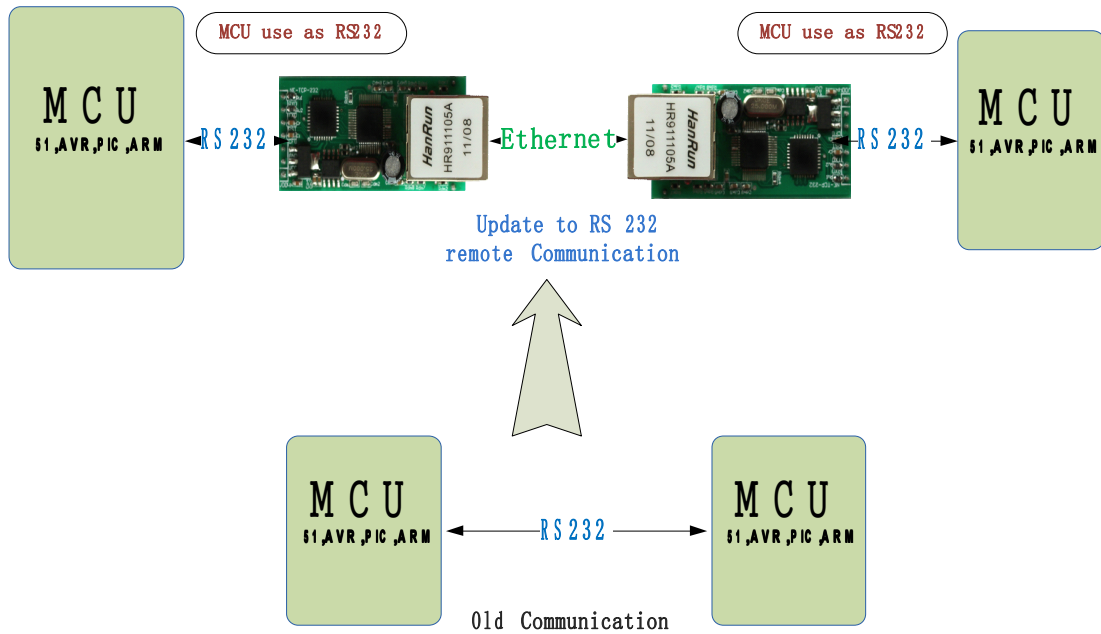 MCU use as RS232
MCU use as RS232
MCU
51,AVR,PIC,ARM
RS232
HanRun
HR911105A
11/08
Ethernet
HanRun
HR911105A
11/08
RS232
MCU
51,AVR,PIC,ARM
Update to RS 232
remote Communication
MCU
51,AVR,PIC,ARM
RS232
MCU
51,AVR,PIC,ARM
Old Communication